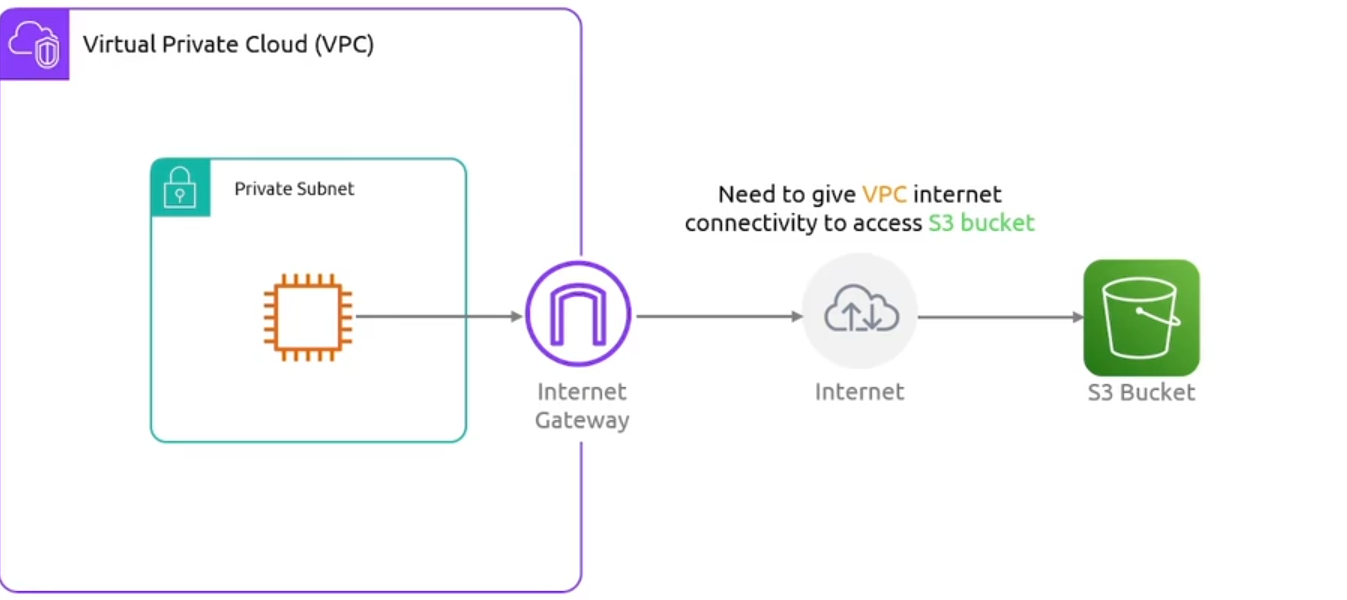 Virtual Private Cloud (VPC)
Private Subnet
Need to give VPC internet
connectivity to access S3 bucket
Internet
Gateway
Internet
S3 Bucket